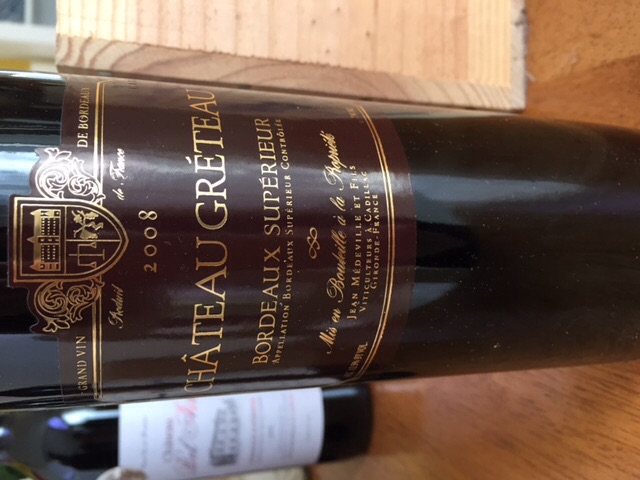 GRAND VIN
DE BORDEAUX
Produit
de France
2008
CHÂTEAU GRÉTEAU
BORDEAUX SUPÉRIEUR
APPELLATION BORDEAUX SUPÉRIEUR CONTRÔLÉE
Mis en Bouteille à la Propriété
JEAN MÉDEVILLE ET FILS
VITICULTEURS À CADILLAC
GIRONDE-FRANCE
Château